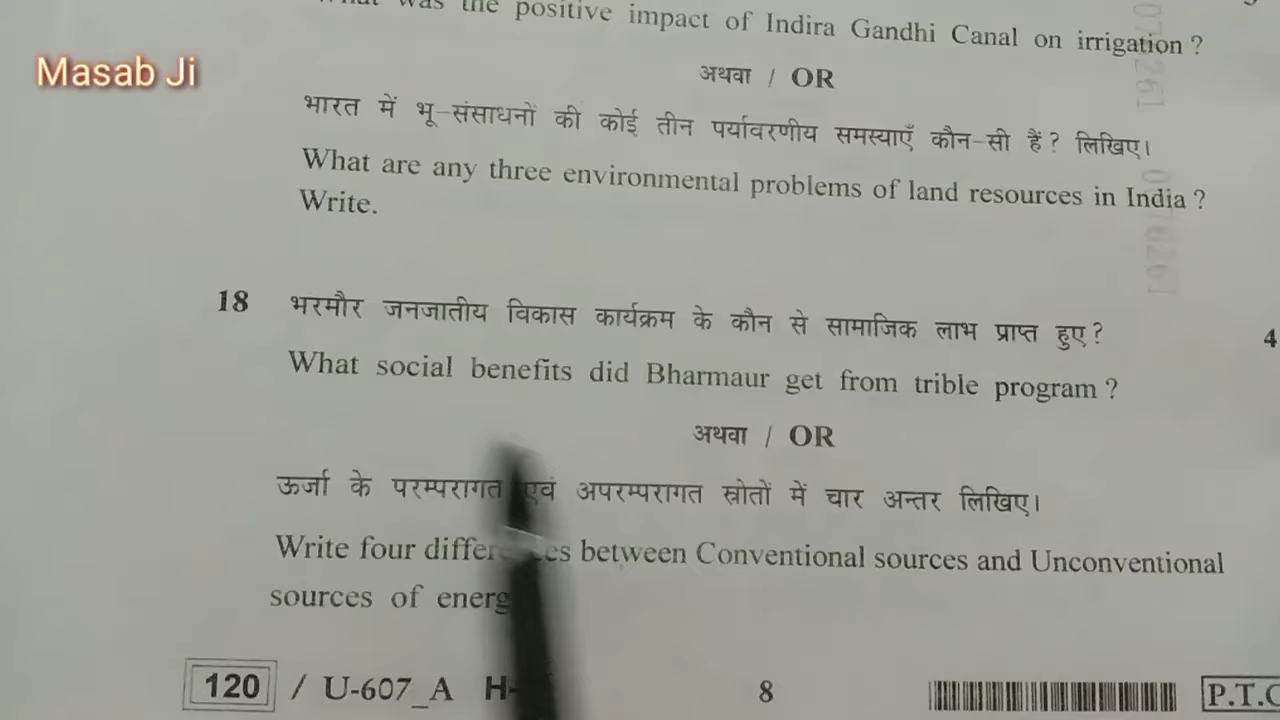 was the positive impact of Indira Gandhi Canal on irrigation ?
Masab Ji
अथवा / OR
भारत में भू-संसाधनों की कोई तीन पर्यावरणीय समस्याएँ कौन-सी हैं? लिखिए।
What are any three environmental problems of land resources in India ?
Write.
18 भरमौर जनजातीय विकास कार्यक्रम के कौन से सामाजिक लाभ प्राप्त हुए? 4
What social benefits did Bharmaur get from trible program ?
अथवा / OR
ऊर्जा के परम्परागत एवं अपरम्परागत स्रोतों में चार अन्तर लिखिए।
Write four differences between Conventional sources and Unconventional
sources of
120 / U-607_A 8